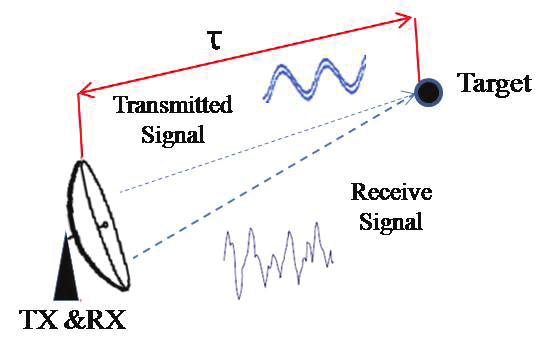 τ
Transmitted
Signal
Target
Receive
Signal
TX &RX